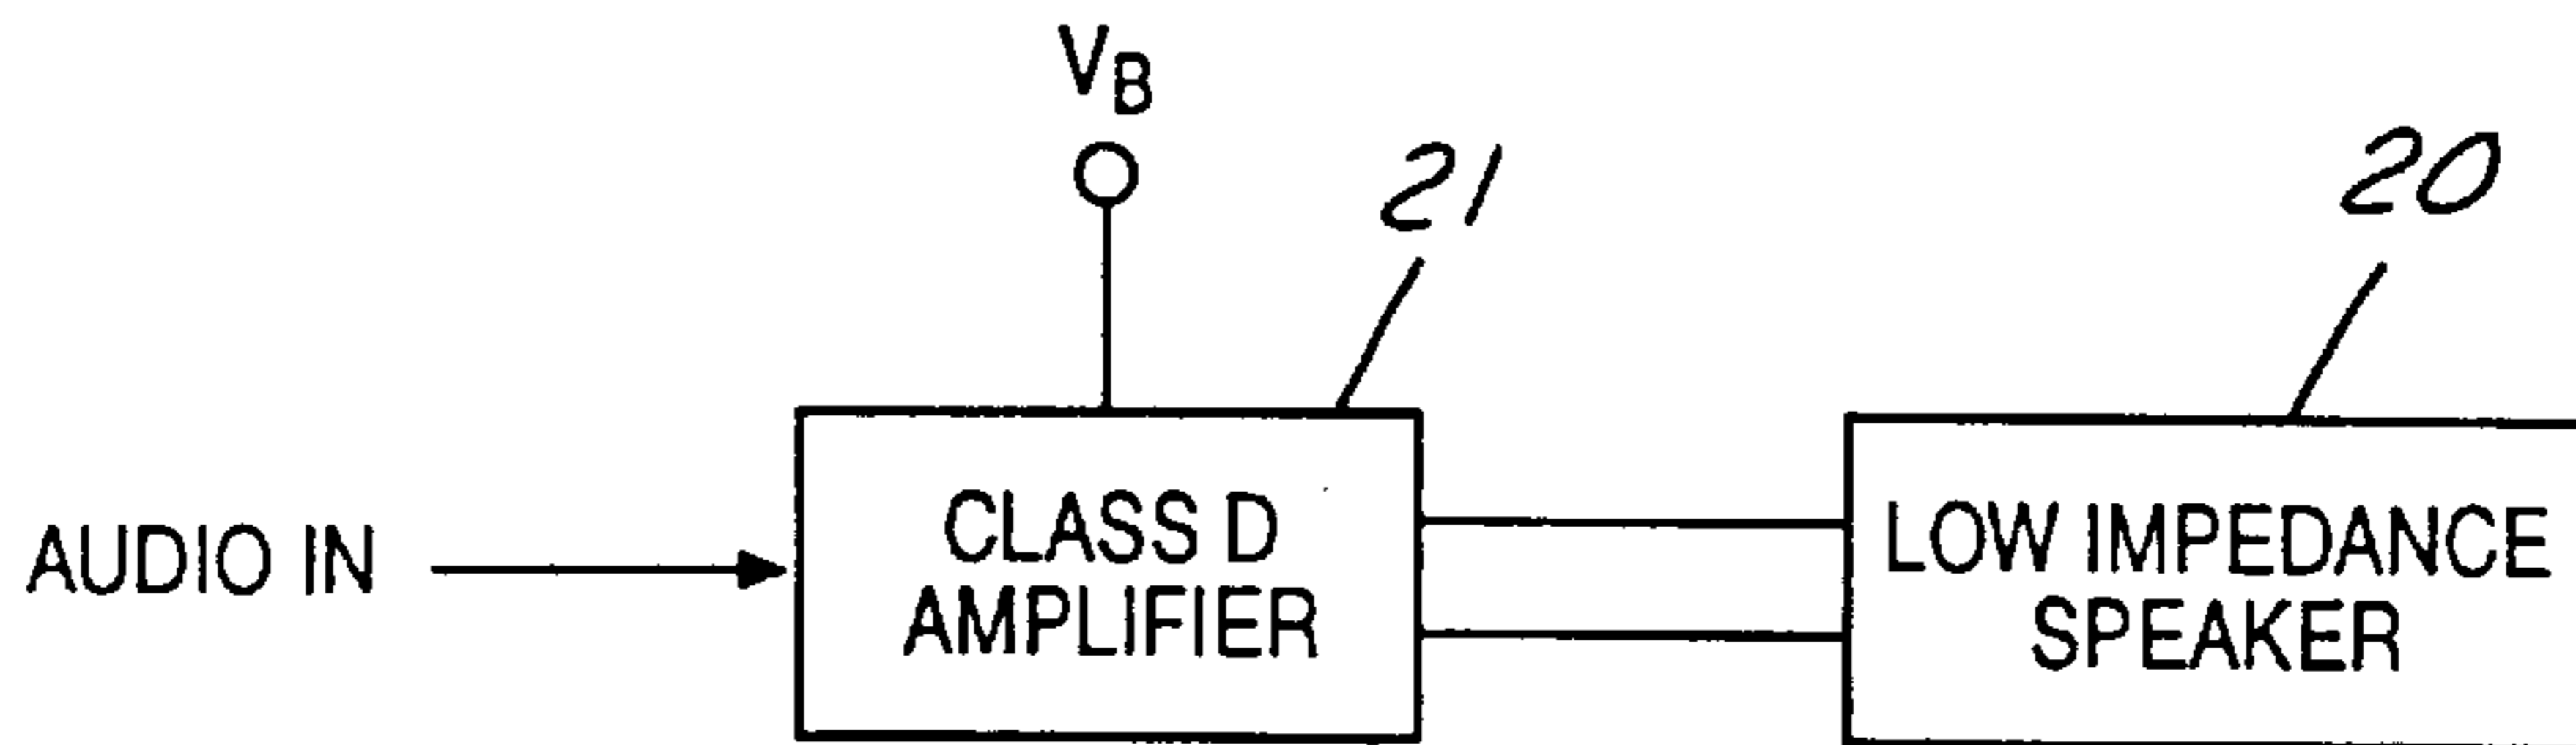 VB
21
20
AUDIO IN
CLASS D
AMPLIFIER
LOW IMPEDANCE
SPEAKER